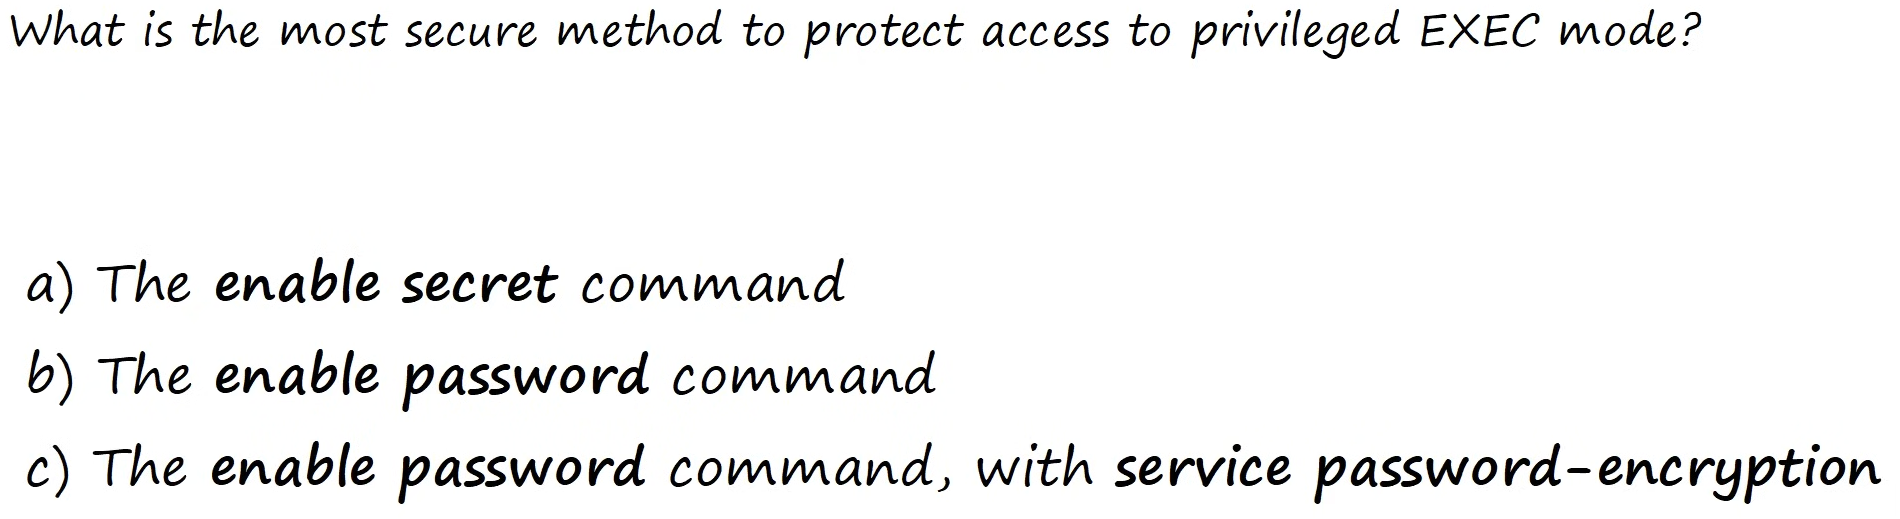 What is the most secure method to protect access to privileged EXEC mode?
a) The enable secret command
b) The enable password command
c) The enable password command, with service password-encryption